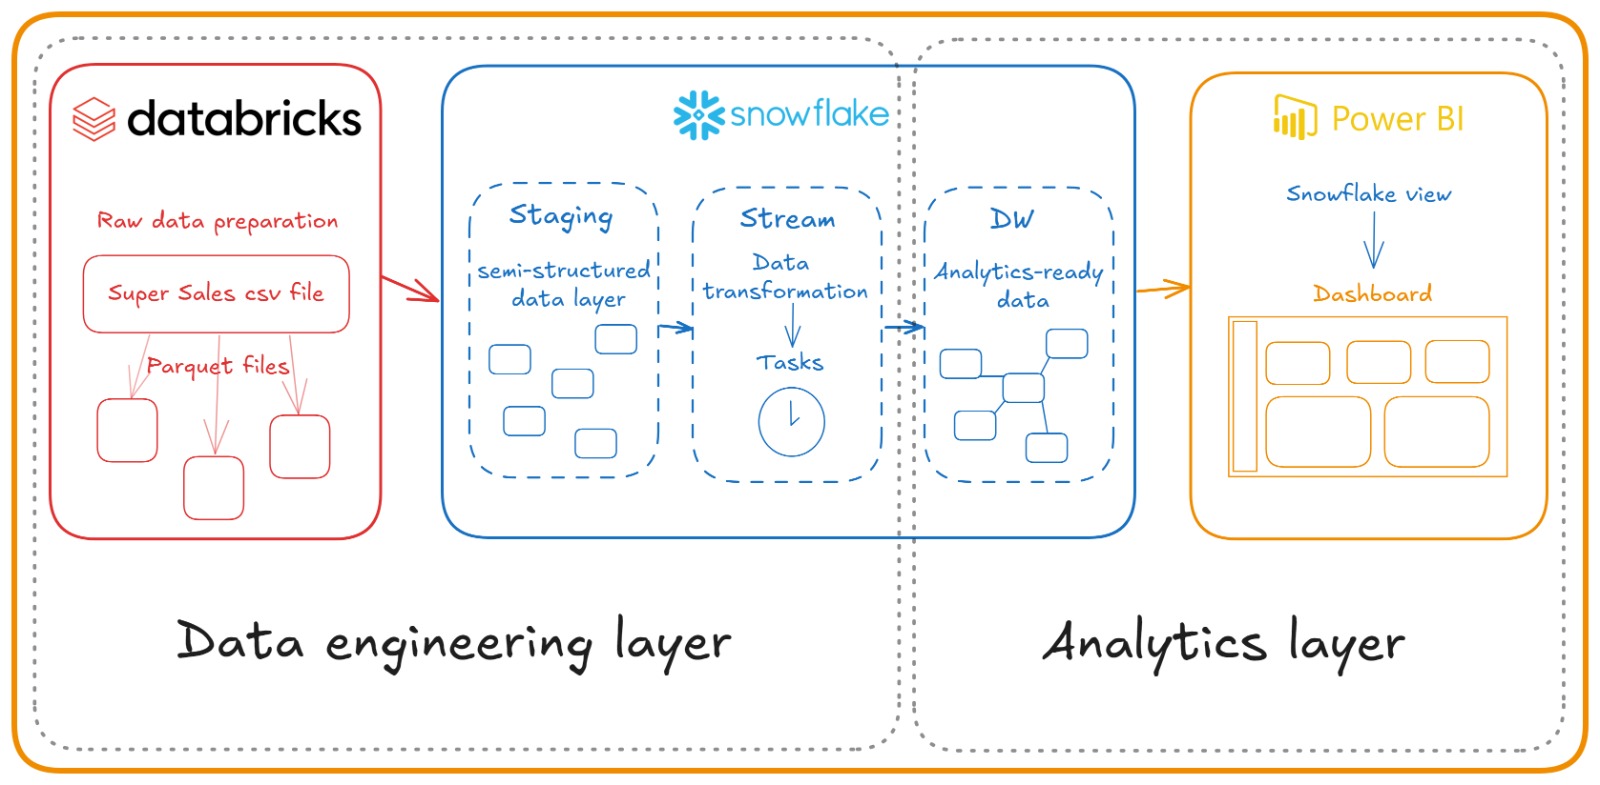 databricks
Raw data preparation
Super Sales csv file
Parquet files
snowflake
Staging
semi-structured
data layer
Stream
Data
transformation
Tasks
DW
Analytics-ready
data
Power BI
Snowflake view
Dashboard
Data engineering layer
Analytics layer